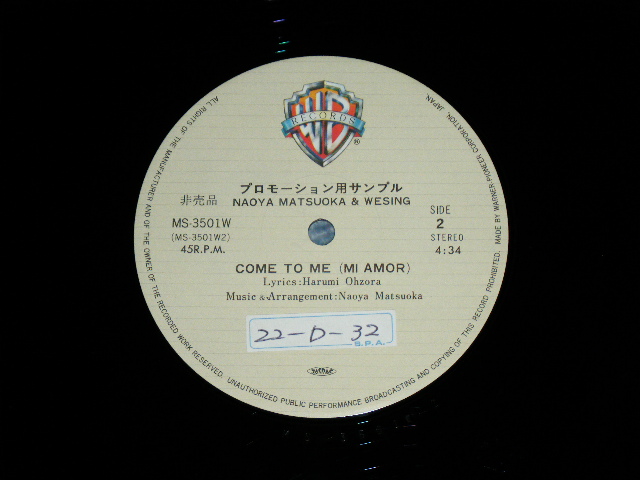 WB
RECORDS
®
プロモーション用サンプル
非売品
NAOYA MATSUOKA & WESING
MS-3501W
(MS-3501W2)
45R.P.M.
SIDE
2
STEREO
4:34
COME TO ME (MI AMOR)
Lyrics:Harumi Ohzora
Music & Arrangement:Naoya Matsuoka
22-D-32
S.P.A.
ALL RIGHTS OF THE MANUFACTURER AND OF THE OWNER OF THE RECORDED WORK RESERVED. UNAUTHORIZED PUBLIC PERFORMANCE BROADCASTING AND COPYING OF THIS RECORD PROHIBITED. MADE BY WARNER-PIONEER CORPORATION, JAPAN.